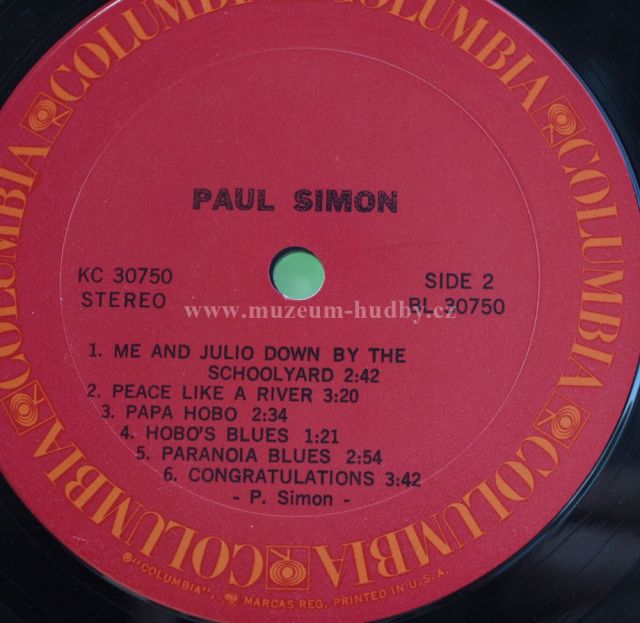 COLUMBIA COLUMBIA COLUMBIA COLUMBIA COLUMBIA COLUMBIA COLUMBIA COLUMBIA
PAUL SIMON
KC 30750
STEREO
SIDE 2
BL 30750
www.muzeum-hudby.cz
1. ME AND JULIO DOWN BY THE
SCHOOLYARD 2:42
2. PEACE LIKE A RIVER 3:20
3. PAPA HOBO 2:34
4. HOBO'S BLUES 1:21
5. PARANOIA BLUES 2:54
6. CONGRATULATIONS 3:42
- P. Simon -
®"COLUMBIA", MARCAS REG. PRINTED IN U.S.A.